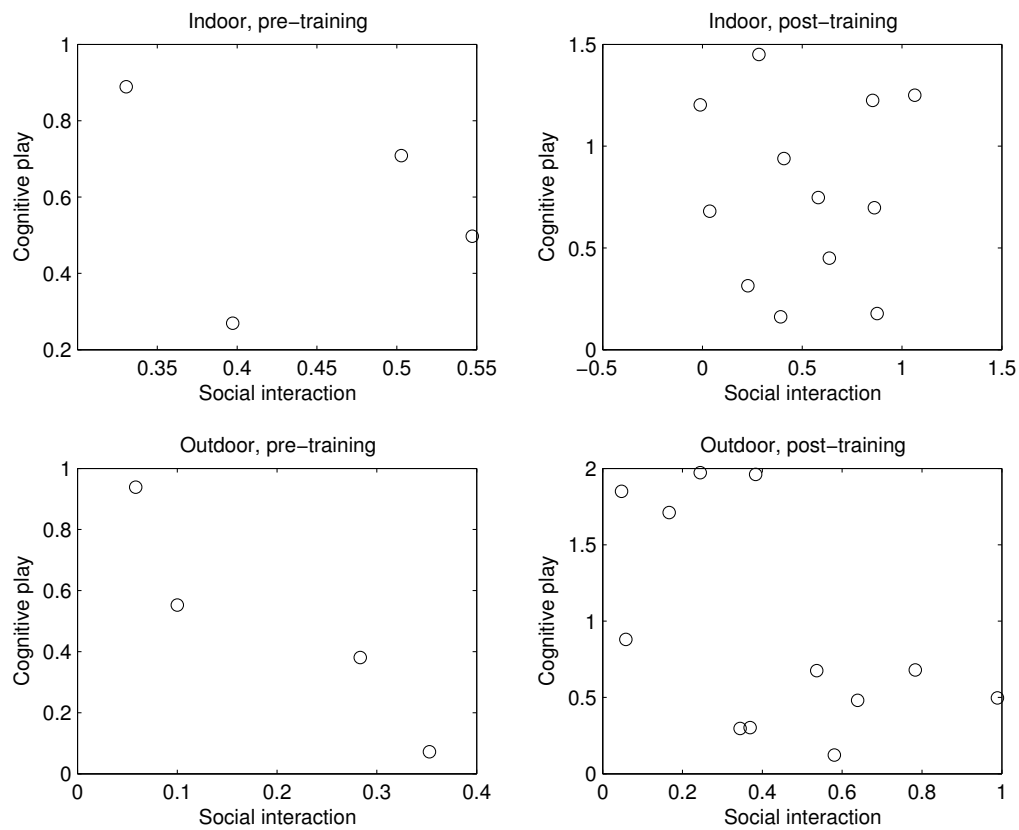 Indoor, pre−training
1
0.8
0.6
0.4
0.2
Cognitive play
0.35 0.4 0.45 0.5 0.55
Social interaction
Indoor, post−training
1.5
1
0.5
0
Cognitive play
−0.5 0 0.5 1 1.5
Social interaction
Outdoor, pre−training
1
0.8
0.6
0.4
0.2
0
Cognitive play
0 0.1 0.2 0.3 0.4
Social interaction
Outdoor, post−training
2
1.5
1
0.5
0
Cognitive play
0 0.2 0.4 0.6 0.8 1
Social interaction